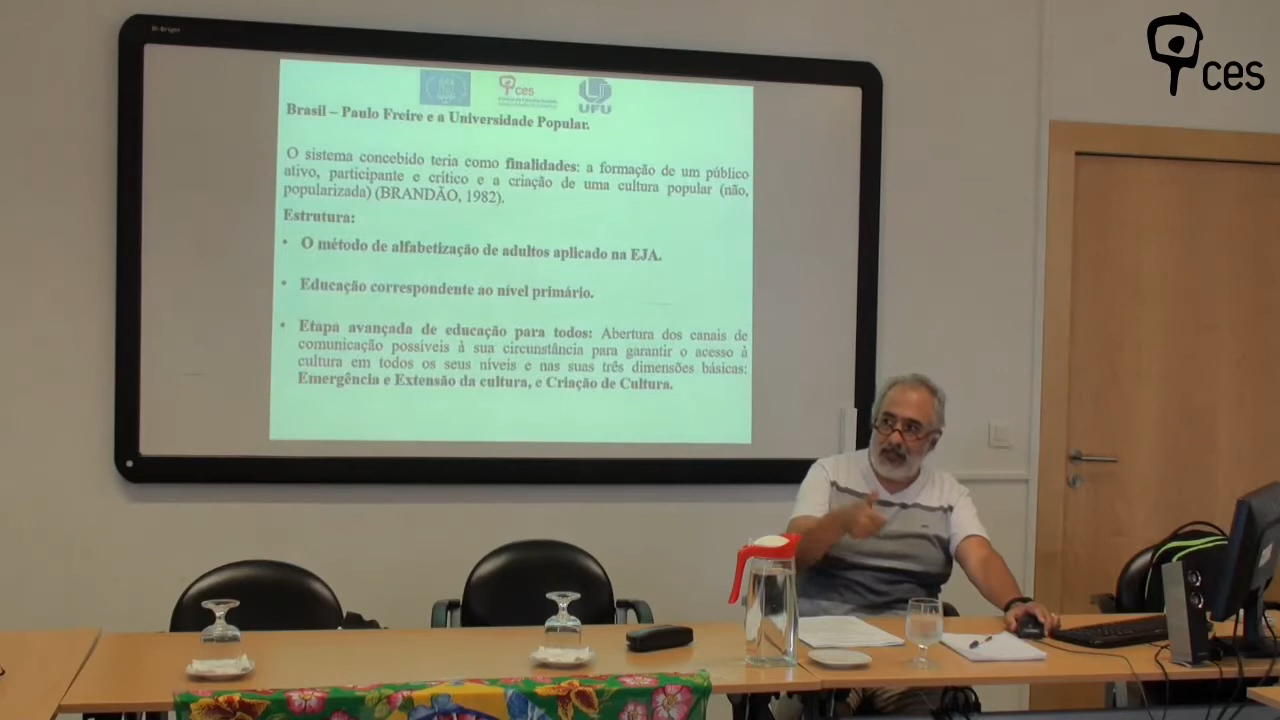 ces
ces
UFU
Brasil – Paulo Freire e a Universidade Popular.
O sistema concebido teria como finalidades: a formação de um público
ativo, participante e crítico e a criação de uma cultura popular (não,
popularizada) (BRANDÃO, 1982).
Estrutura:
• O método de alfabetização de adultos aplicado na EJA.
• Educação correspondente ao nível primário.
• Etapa avançada de educação para todos: Abertura dos canais de
comunicação possíveis à sua circunstância para garantir o acesso à
cultura em todos os seus níveis e nas suas três dimensões básicas:
Emergência e Extensão da cultura, e Criação de Cultura.